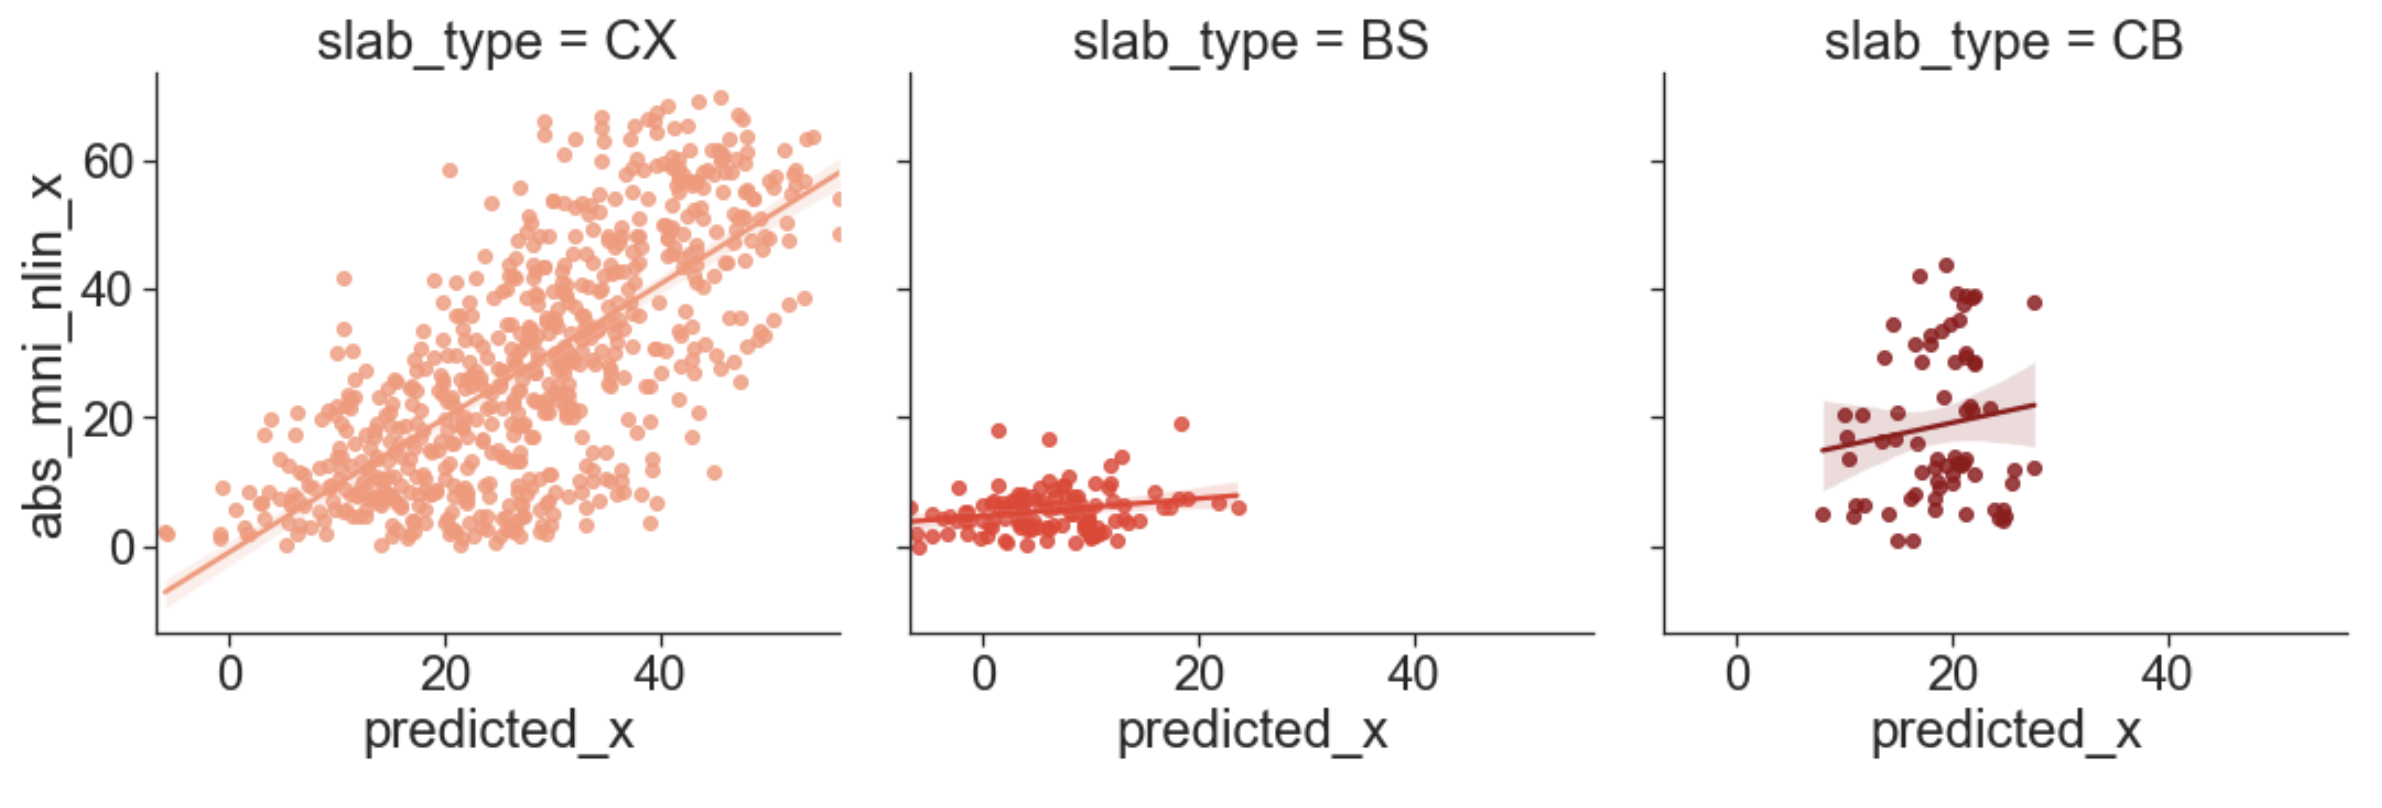 slab_type = CX
slab_type = BS
slab_type = CB
abs_mni_nlin_x
60
40
20
0
0 20 40
0 20 40
0 20 40
predicted_x
predicted_x
predicted_x